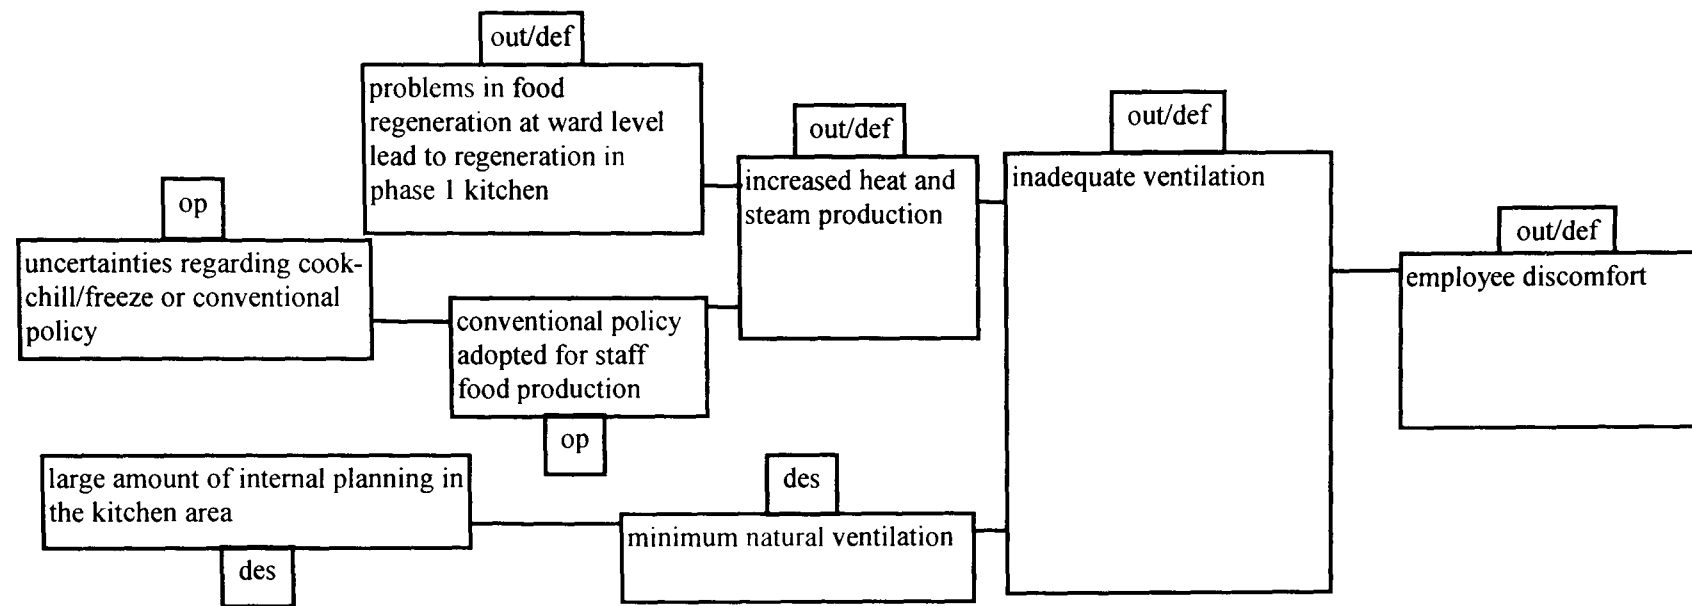 out/def
problems in food
regeneration at ward level
lead to regeneration in
phase 1 kitchen
op
uncertainties regarding cook-
chill/freeze or conventional
policy
conventional policy
adopted for staff
food production
op
out/def
increased heat and
steam production
out/def
inadequate ventilation
out/def
employee discomfort
large amount of internal planning in
the kitchen area
des
des
minimum natural ventilation